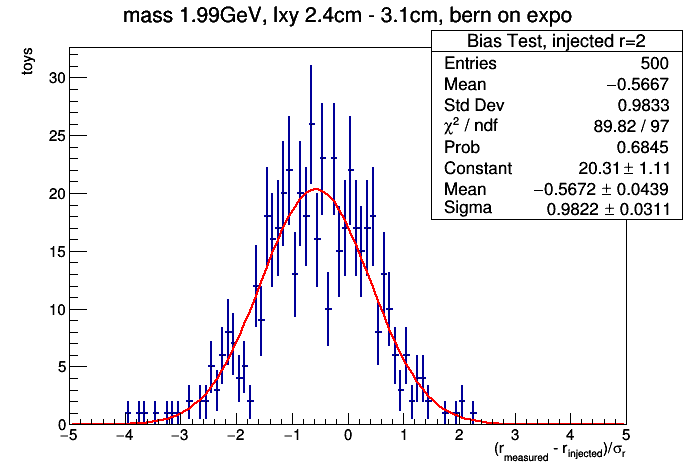 mass 1.99GeV, lxy 2.4cm - 3.1cm, bern on expo
Bias Test, injected r=2
Entries 500
Mean −0.5667
Std Dev 0.9833
χ² / ndf 89.82 / 97
Prob 0.6845
Constant 20.31 ± 1.11
Mean −0.5672 ± 0.0439
Sigma 0.9822 ± 0.0311
toys
30
25
20
15
10
5
0
−5 −4 −3 −2 −1 0 1 2 3 4 5
(r_measured - r_injected)/σ_r